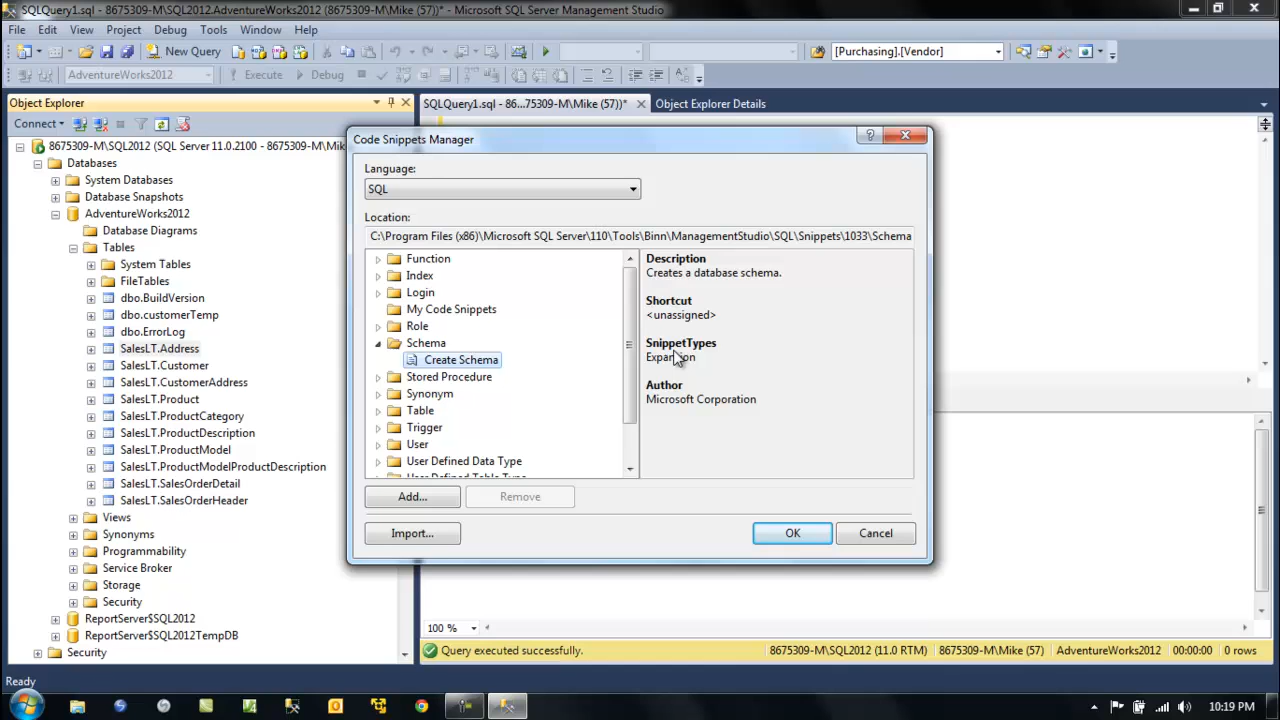 SQLQuery1.sql - 8675309-M\SQL2012.AdventureWorks2012 (8675309-M\Mike (57))* - Microsoft SQL Server Management Studio
File Edit View Project Debug Tools Window Help
New Query [Purchasing].[Vendor]
AdventureWorks2012 Execute Debug
Object Explorer
SQLQuery1.sql - 86...75309-M\Mike (57))* Object Explorer Details
Connect
8675309-M\SQL2012 (SQL Server 11.0.2100 - 8675309-M\Mik
Databases
System Databases
Database Snapshots
AdventureWorks2012
Database Diagrams
Tables
System Tables
FileTables
dbo.BuildVersion
dbo.customerTemp
dbo.ErrorLog
SalesLT.Address
SalesLT.Customer
SalesLT.CustomerAddress
SalesLT.Product
SalesLT.ProductCategory
SalesLT.ProductDescription
SalesLT.ProductModel
SalesLT.ProductModelProductDescription
SalesLT.SalesOrderDetail
SalesLT.SalesOrderHeader
Views
Synonyms
Programmability
Service Broker
Storage
Security
ReportServer$SQL2012
ReportServer$SQL2012TempDB
Security
Code Snippets Manager
Language:
SQL
Location:
C:\Program Files (x86)\Microsoft SQL Server\110\Tools\Binn\ManagementStudio\SQL\Snippets\1033\Schema
Function
Index
Login
My Code Snippets
Role
Schema
Create Schema
Stored Procedure
Synonym
Table
Trigger
User
User Defined Data Type
User Defined Table Type
Description
Creates a database schema.
Shortcut
<unassigned>
SnippetTypes
Expansion
Author
Microsoft Corporation
Add... Remove
Import... OK Cancel
100 %
Query executed successfully. 8675309-M\SQL2012 (11.0 RTM) 8675309-M\Mike (57) AdventureWorks2012 00:00:00 0 rows
Ready
10:19 PM